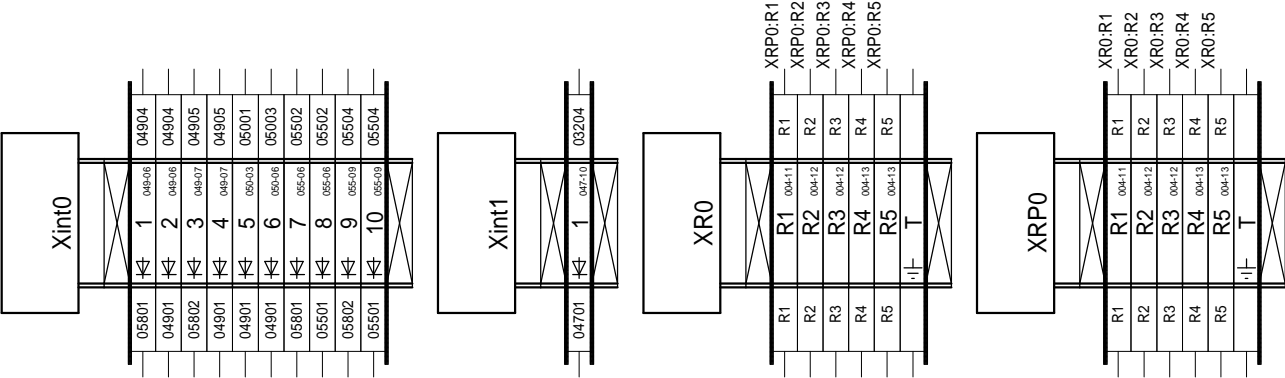 Xint0
05801 1 049-06 04904
04901 2 049-06 04904
05802 3 049-07 04905
04901 4 049-07 04905
04901 5 050-03 05001
04901 6 050-06 05003
05801 7 055-06 05502
05501 8 055-06 05502
05802 9 055-09 05504
05501 10 055-09 05504
Xint1
04701 1 047-10 03204
XR0
R1 R1 004-11 R1 XRP0:R1
R2 R2 004-12 R2 XRP0:R2
R3 R3 004-12 R3 XRP0:R3
R4 R4 004-13 R4 XRP0:R4
R5 R5 004-13 R5 XRP0:R5
T
XRP0
R1 R1 004-11 R1 XR0:R1
R2 R2 004-12 R2 XR0:R2
R3 R3 004-12 R3 XR0:R3
R4 R4 004-13 R4 XR0:R4
R5 R5 004-13 R5 XR0:R5
T